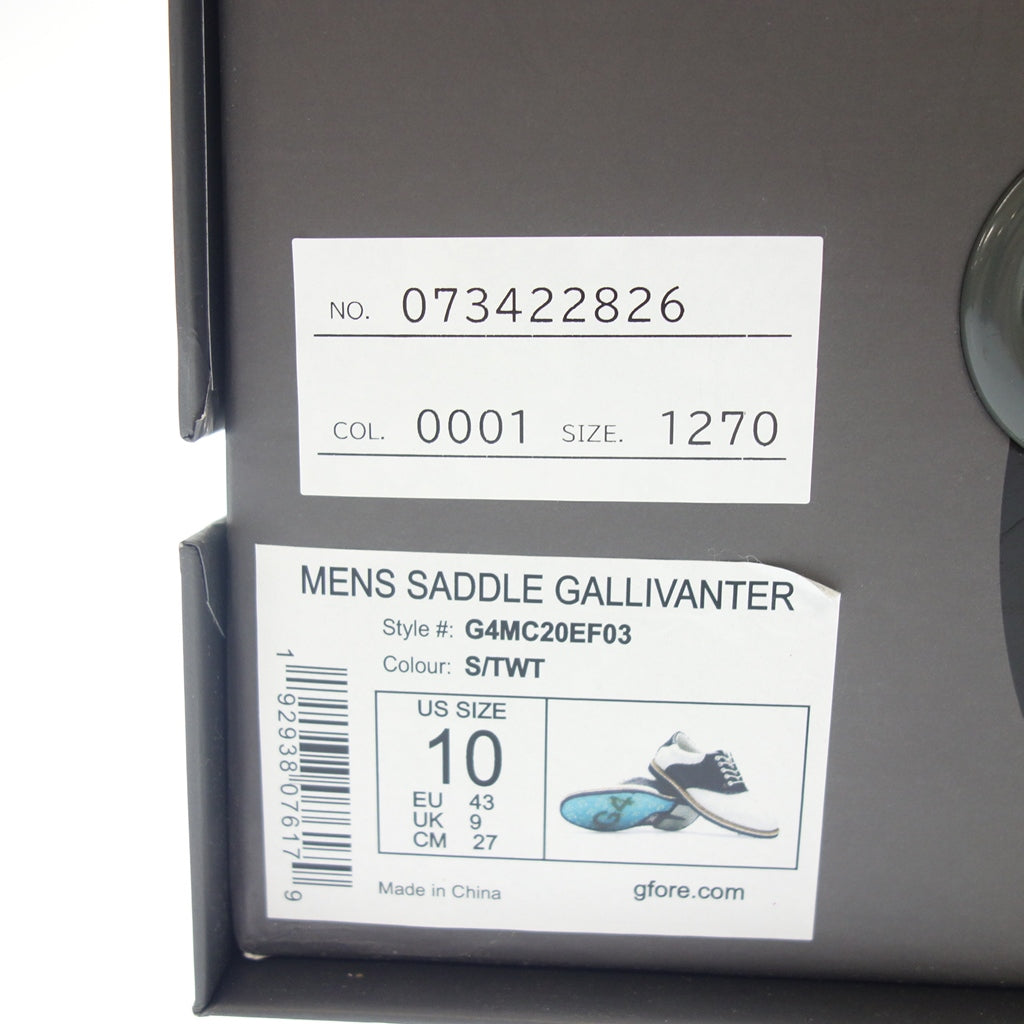 NO. 073422826
COL. 0001 SIZE. 1270
MENS SADDLE GALLIVANTER
Style #: G4MC20EF03
Colour: S/TWT
1 92938 07617 9
US SIZE
10
EU 43
UK 9
CM 27
G4
Made in China
gfore.com